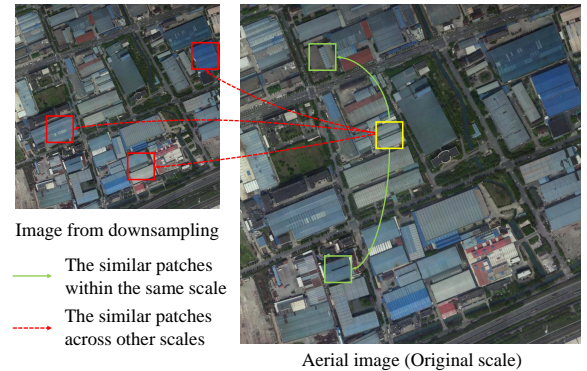 Image from downsampling
The similar patches
within the same scale
The similar patches
across other scales
Aerial image (Original scale)